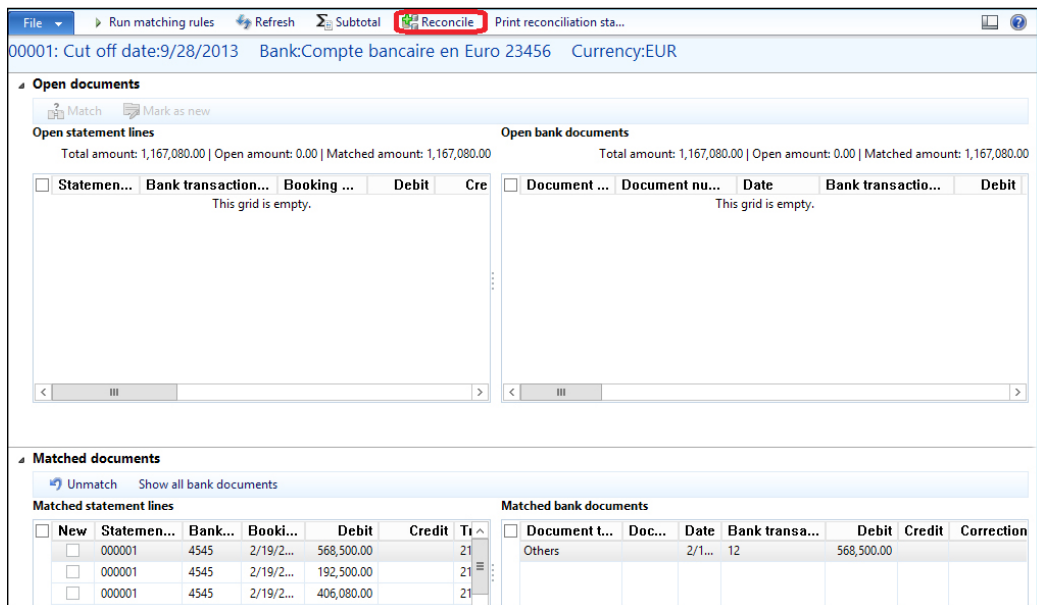 File Run matching rules Refresh Subtotal Reconcile Print reconciliation sta...
00001: Cut off date:9/28/2013 Bank:Compte bancaire en Euro 23456 Currency:EUR
Open documents
Match Mark as new
Open statement lines
Total amount: 1,167,080.00 | Open amount: 0.00 | Matched amount: 1,167,080.00
Statemen... Bank transaction... Booking ... Debit Cre
This grid is empty.
Open bank documents
Total amount: 1,167,080.00 | Open amount: 0.00 | Matched amount: 1,167,080.00
Document ... Document nu... Date Bank transactio... Debit
This grid is empty.
Matched documents
Unmatch Show all bank documents
Matched statement lines
New Statemen... Bank... Booki... Debit Credit Ti
000001 4545 2/19/2... 568,500.00 21
000001 4545 2/19/2... 192,500.00 21
000001 4545 2/19/2... 406,080.00 21
Matched bank documents
Document t... Doc... Date Bank transa... Debit Credit Correction
Others 2/1... 12 568,500.00